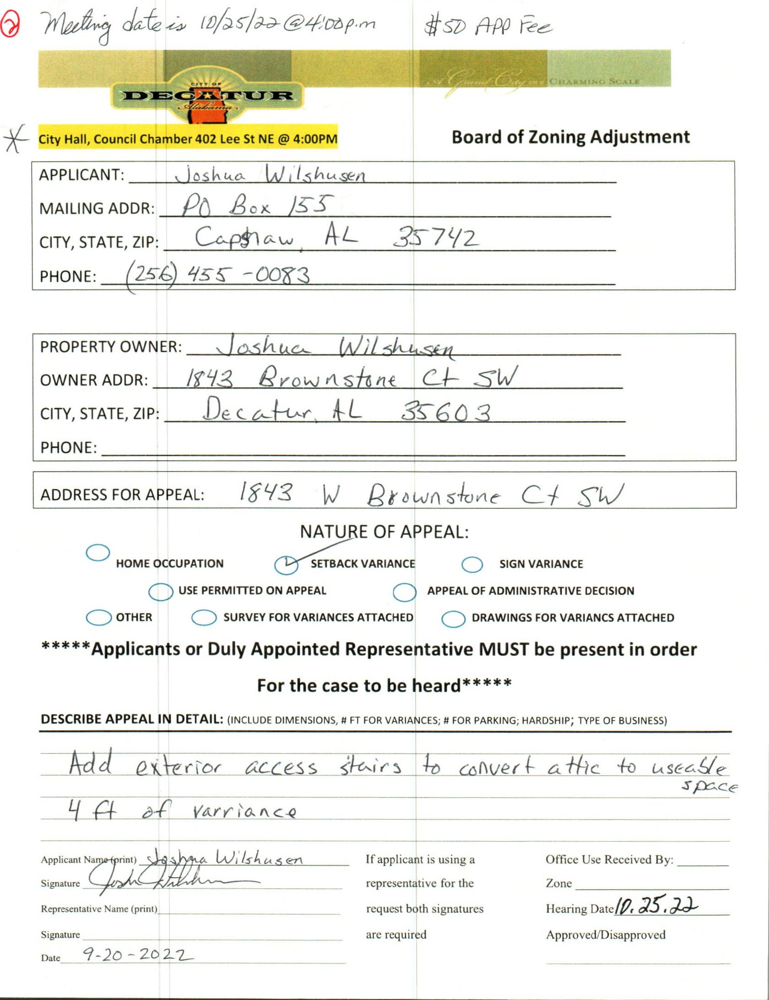 2 Meeting date is 10/25/22 @ 4:00p.m $50 APP Fee
A Grand City on a CHARMING SCALE
CITY OF
DECATUR
Alabama
* City Hall, Council Chamber 402 Lee St NE @ 4:00PM Board of Zoning Adjustment
APPLICANT: Joshua Wilshusen
MAILING ADDR: PO Box 155
CITY, STATE, ZIP: Capshaw, AL 35742
PHONE: (256) 455-0083
PROPERTY OWNER: Joshua Wilshusen
OWNER ADDR: 1843 Brownstone Ct SW
CITY, STATE, ZIP: Decatur, AL 35603
PHONE:
ADDRESS FOR APPEAL: 1843 W Brownstone Ct SW
NATURE OF APPEAL:
HOME OCCUPATION SETBACK VARIANCE SIGN VARIANCE
USE PERMITTED ON APPEAL APPEAL OF ADMINISTRATIVE DECISION
OTHER SURVEY FOR VARIANCES ATTACHED DRAWINGS FOR VARIANCS ATTACHED
*****Applicants or Duly Appointed Representative MUST be present in order
For the case to be heard*****
DESCRIBE APPEAL IN DETAIL: (INCLUDE DIMENSIONS, # FT FOR VARIANCES; # FOR PARKING; HARDSHIP; TYPE OF BUSINESS)
Add exterior access stairs to convert attic to useable
space
4 ft of varriance
Applicant Name(print) Joshua Wilshusen If applicant is using a Office Use Received By:
Signature representative for the Zone
Representative Name (print) request both signatures Hearing Date 10.25.22
Signature are required Approved/Disapproved
Date 9-20-2022